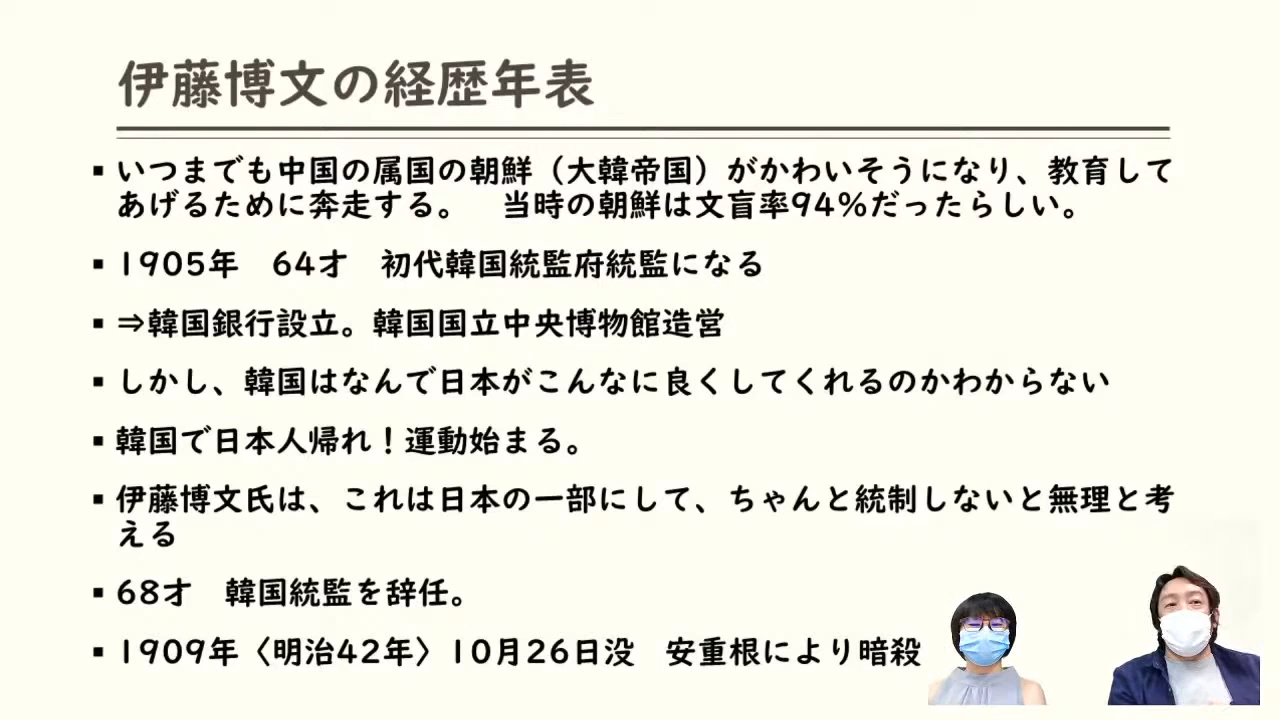 伊藤博文の経歴年表
▪ いつまでも中国の属国の朝鮮（大韓帝国）がかわいそうになり、教育して
あげるために奔走する。　当時の朝鮮は文盲率94%だったらしい。
▪ 1905年　64才　初代韓国統監府統監になる
▪ ⇒韓国銀行設立。韓国国立中央博物館造営
▪ しかし、韓国はなんで日本がこんなに良くしてくれるのかわからない
▪ 韓国で日本人帰れ！運動始まる。
▪ 伊藤博文氏は、これは日本の一部にして、ちゃんと統制しないと無理と考
える
▪ 68才　韓国統監を辞任。
▪ 1909年〈明治42年〉10月26日没　安重根により暗殺